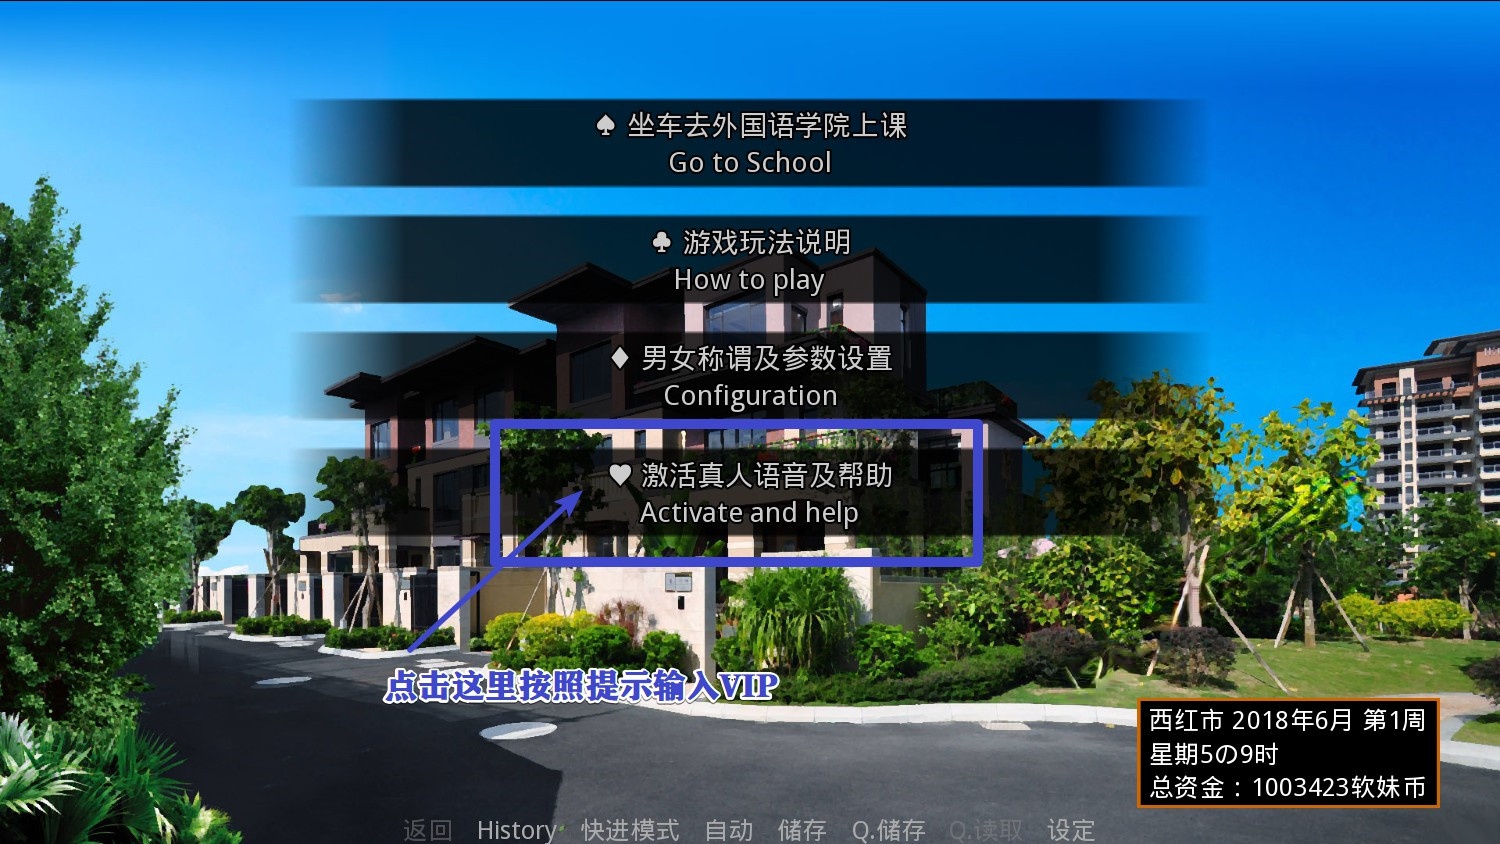 ♠ 坐车去外国语学院上课
Go to School
♣ 游戏玩法说明
How to play
♦ 男女称谓及参数设置
Configuration
♥ 激活真人语音及帮助
Activate and help
点击这里按照提示输入VIP
西红市 2018年6月 第1周
星期5の9时
总资金：1003423软妹币
返回 History 快进模式 自动 储存 Q.储存 Q.读取 设定